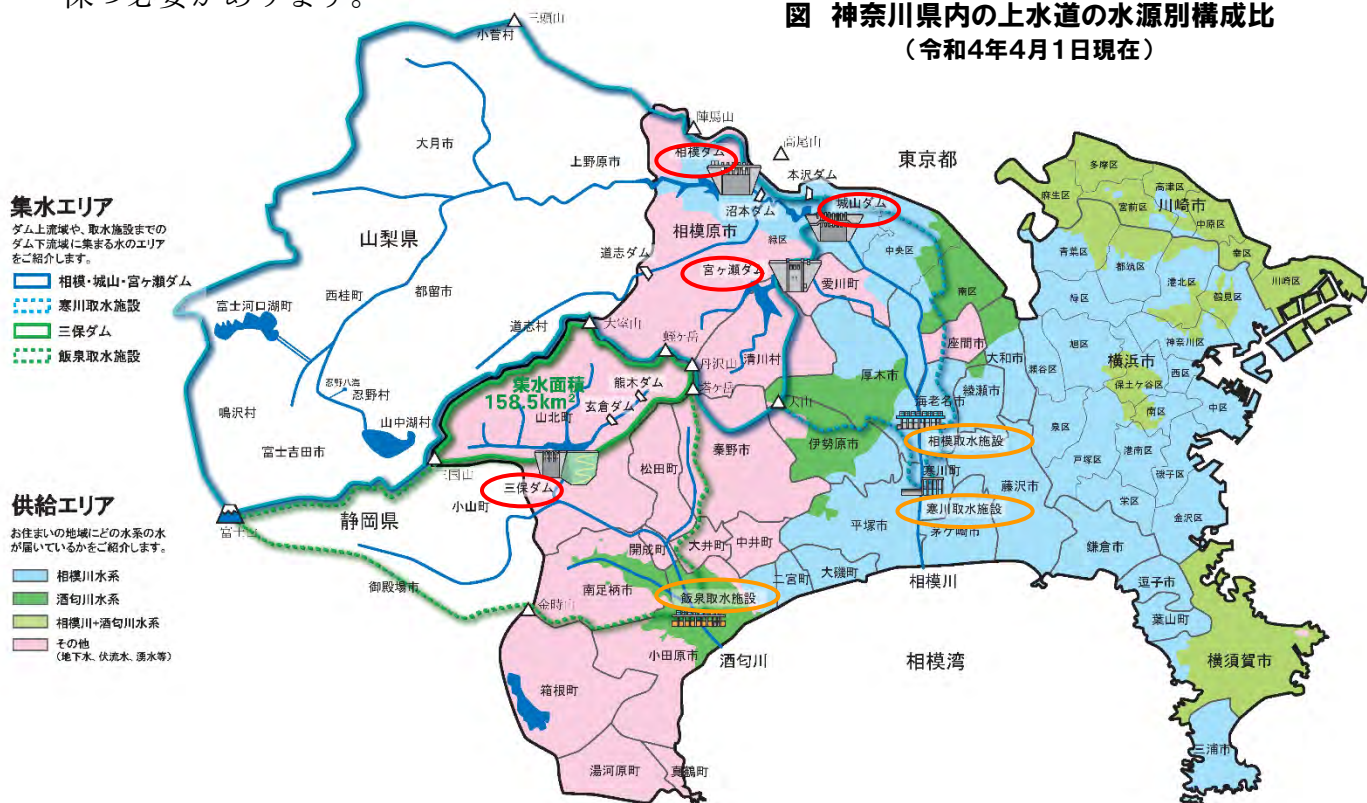 保つ必要があります。
図 神奈川県内の上水道の水源別構成比
（令和4年4月1日現在）
三頭山
小菅村
陣馬山
高尾山
大月市
上野原市
相模ダム
本沢ダム
東京都
沼本ダム
城山ダム
多摩区
麻生区
高津区
宮前区
川崎市
中原区
幸区
川崎区
集水エリア
ダム上流域や、取水施設までの
ダム下流域に集まる水のエリア
をご紹介します。
相模・城山・宮ヶ瀬ダム
寒川取水施設
三保ダム
飯泉取水施設
山梨県
相模原市
緑区
中央区
南区
道志ダム
宮ヶ瀬ダム
愛川町
青葉区
都筑区
港北区
鶴見区
緑区
神奈川区
旭区
横浜市
西区
瀬谷区
保土ケ谷区
南区
中区
富士河口湖町
西桂町
都留市
道志村
大室山
蛭ヶ岳
丹沢山
清川村
座間市
大和市
綾瀬市
厚木市
海老名市
集水面積
158.5km²
熊木ダム
玄倉ダム
塔ヶ岳
大山
忍野八海
忍野村
鳴沢村
山中湖村
山北町
富士吉田市
三国山
秦野市
伊勢原市
相模取水施設
泉区
戸塚区
港南区
磯子区
栄区
金沢区
松田町
寒川町
藤沢市
三保ダム
小山町
寒川取水施設
茅ケ崎市
平塚市
鎌倉市
供給エリア
お住まいの地域にどの水系の水
が届いているかをご紹介します。
相模川水系
酒匂川水系
相模川+酒匂川水系
その他
（地下水、伏流水、湧水等）
富士山
静岡県
御殿場市
開成町
大井町
中井町
二宮町
大磯町
相模川
逗子市
葉山町
南足柄市
飯泉取水施設
金時山
小田原市
酒匂川
相模湾
横須賀市
箱根町
三浦市
湯河原町
真鶴町